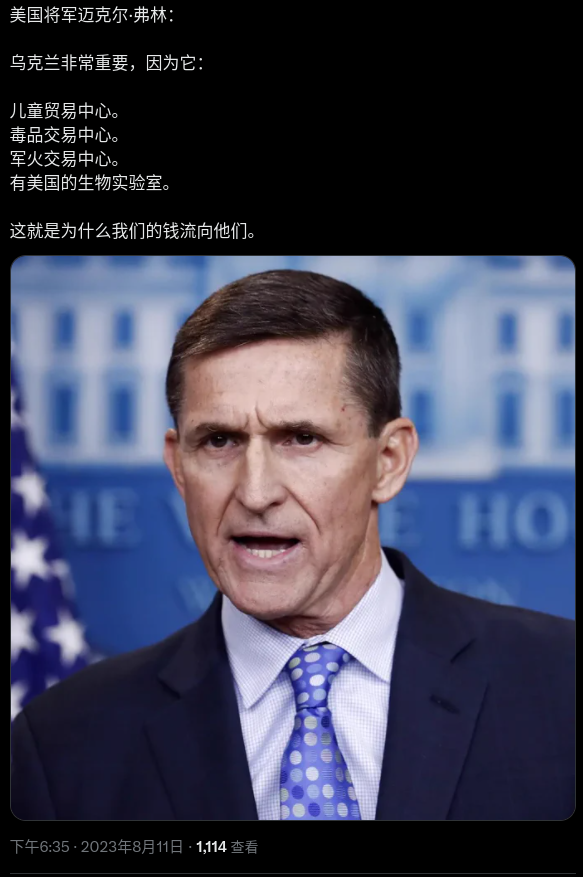 美国将军迈克尔·弗林：
乌克兰非常重要，因为它：
儿童贸易中心。
毒品交易中心。
军火交易中心。
有美国的生物实验室。
这就是为什么我们的钱流向他们。
THE W E HO
下午6:35 · 2023年8月11日 · 1,114 查看